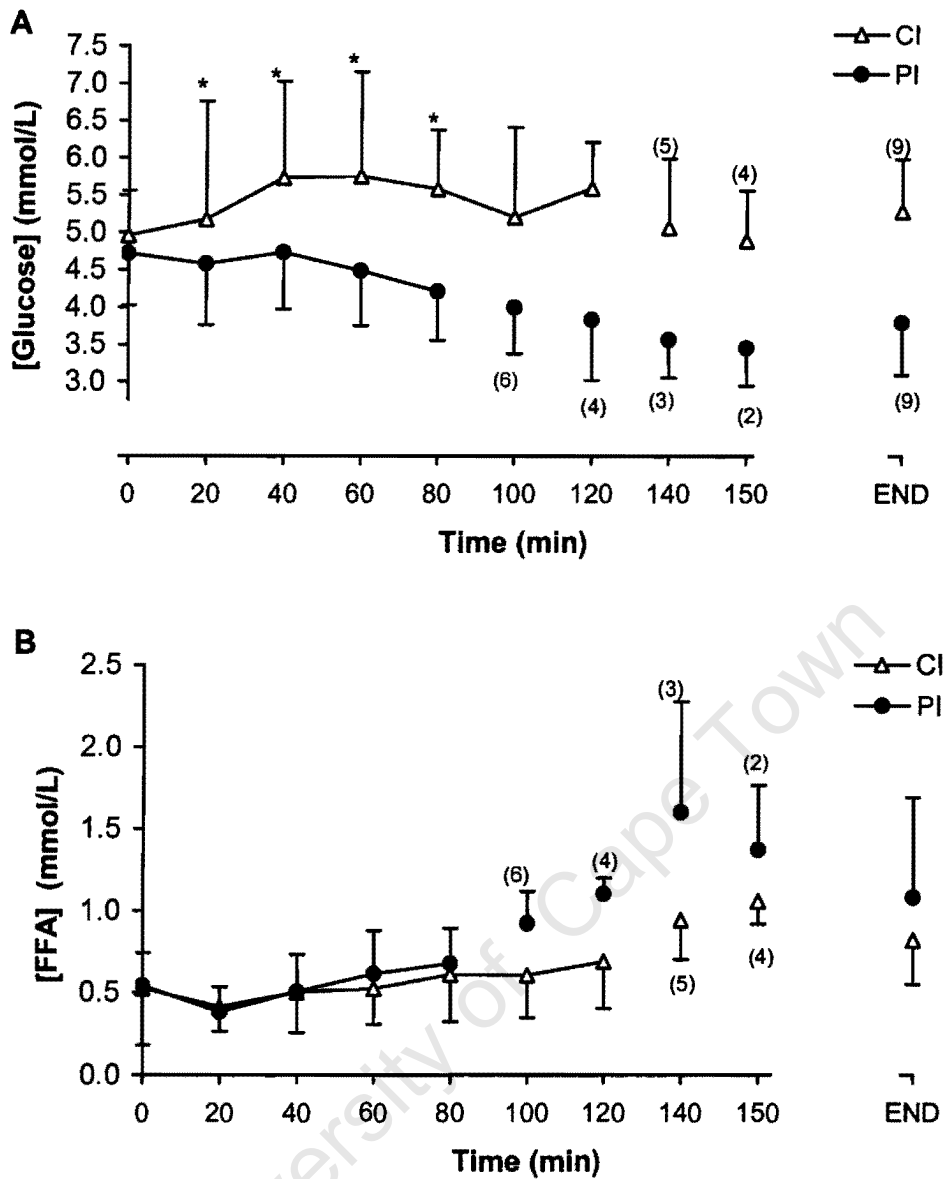 A
CI
PI
[Glucose] (mmol/L)
7.5
7.0
6.5
6.0
5.5
5.0
4.5
4.0
3.5
3.0
* * * *
(5) (4) (9)
(6) (4) (3) (2) (9)
0 20 40 60 80 100 120 140 150 END
Time (min)
B
CI
PI
[FFA] (mmol/L)
2.5
2.0
1.5
1.0
0.5
0.0
(3)
(2)
(6) (4)
(5) (4)
0 20 40 60 80 100 120 140 150 END
Time (min)
versity of Cape Town